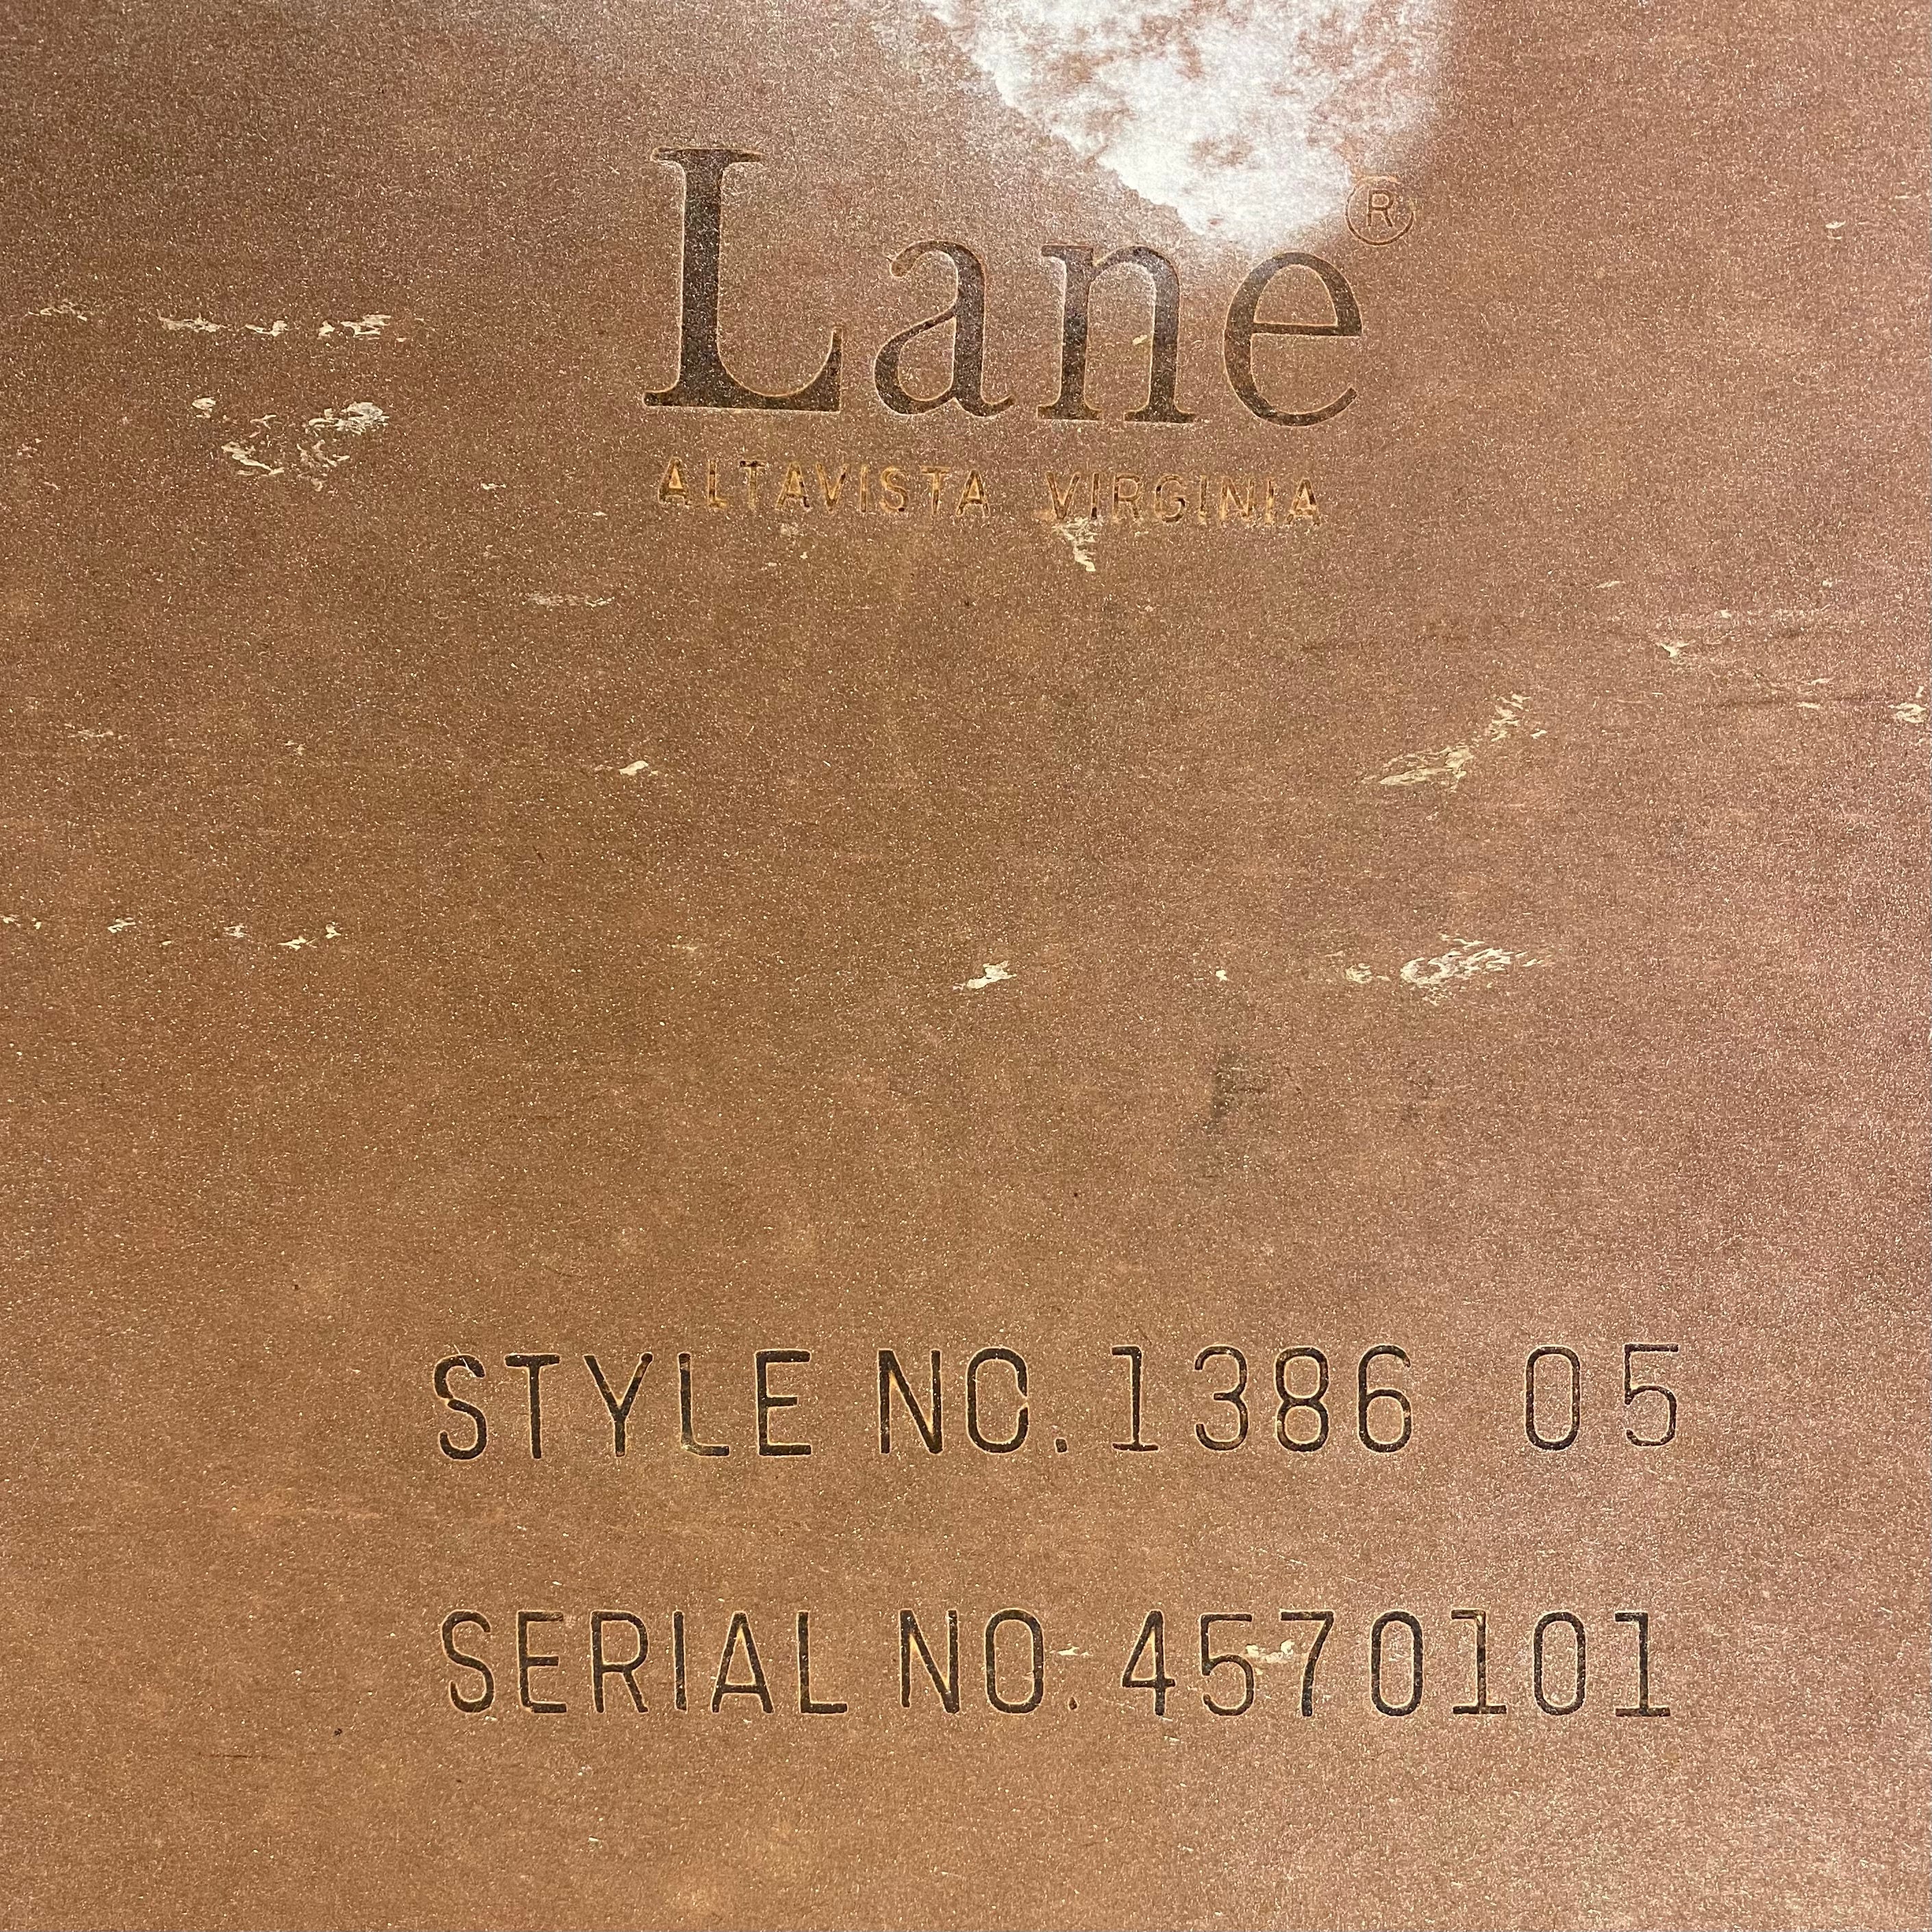 Lane®
ALTAVISTA VIRGINIA
STYLE NO. 1386 05
SERIAL NO. 4570101